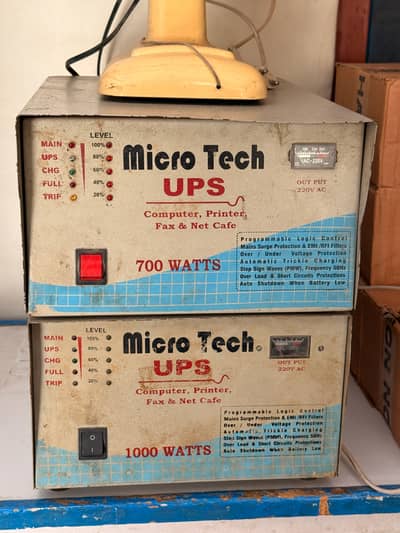 LEVEL
MAIN 100%
UPS 80%
CHG 60%
FULL 40%
TRIP 20%
Micro Tech
UPS
Computer, Printer,
Fax & Net Cafe
700 WATTS
VAC-220V
OUT PUT
220V AC
Programmable Logic Control
Mains Surge Protection & EMI /RFI Filters
Over / Under Voltage Protection
Automatic Trickle Charging
Step Sign Waves (PMW), Frequency 50Hz
Over Load & Short Circuits Protections
Auto Shutdown When Battery Low
LEVEL
MAIN 100%
UPS 80%
CHG 60%
FULL 40%
TRIP 20%
Micro Tech
UPS
Computer, Printer,
Fax & Net Cafe
1000 WATTS
OUT PUT
220V AC
Programmable Logic Control
Mains Surge Protection & EMI /RFI Filters
Over / Under Voltage Protection
Automatic Trickle Charging
Step Sign Waves (PMW), Frequency 50Hz
Over Load & Short Circuits Protections
Auto Shutdown When Battery Low